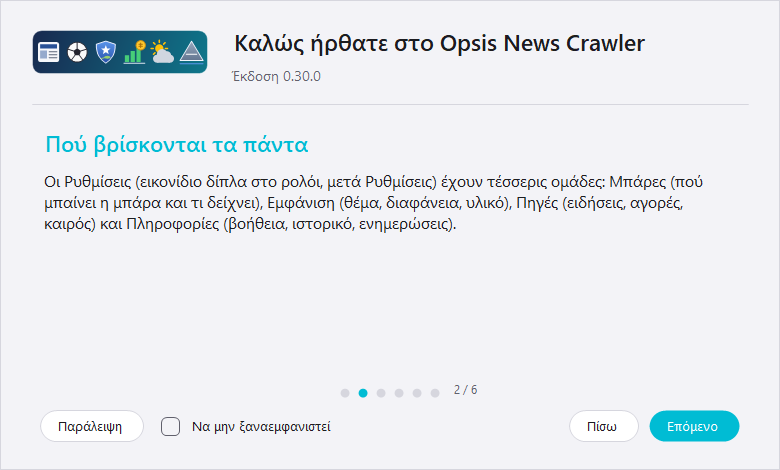 Καλώς ήρθατε στο Opsis News Crawler
Έκδοση 0.30.0
Πού βρίσκονται τα πάντα
Οι Ρυθμίσεις (εικονίδιο δίπλα στο ρολόι, μετά Ρυθμίσεις) έχουν τέσσερις ομάδες: Μπάρες (πού
μπαίνει η μπάρα και τι δείχνει), Εμφάνιση (θέμα, διαφάνεια, υλικό), Πηγές (ειδήσεις, αγορές,
καιρός) και Πληροφορίες (βοήθεια, ιστορικό, ενημερώσεις).
2 / 6
Παράλειψη
Να μην ξαναεμφανιστεί
Πίσω
Επόμενο